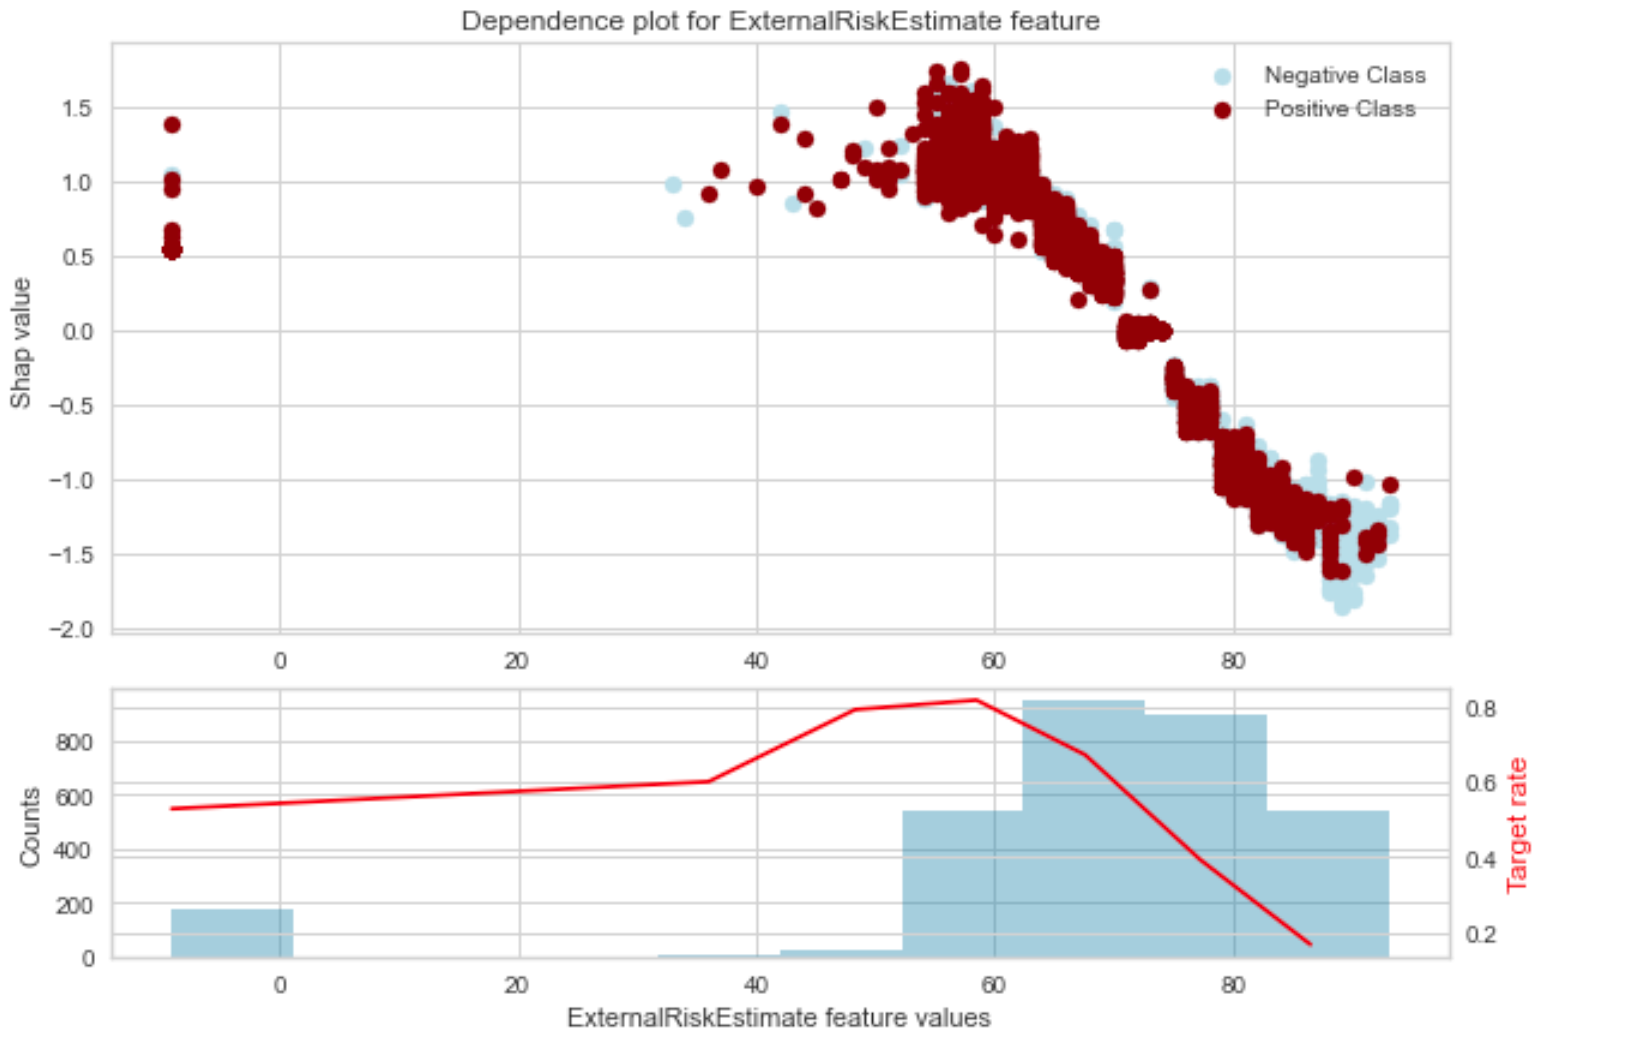 Dependence plot for ExternalRiskEstimate feature
Negative Class
Positive Class
Shap value
1.5
1.0
0.5
0.0
−0.5
−1.0
−1.5
−2.0
0 20 40 60 80
Counts
800
600
400
200
0
0.8
0.6
0.4
0.2
Target rate
0 20 40 60 80
ExternalRiskEstimate feature values